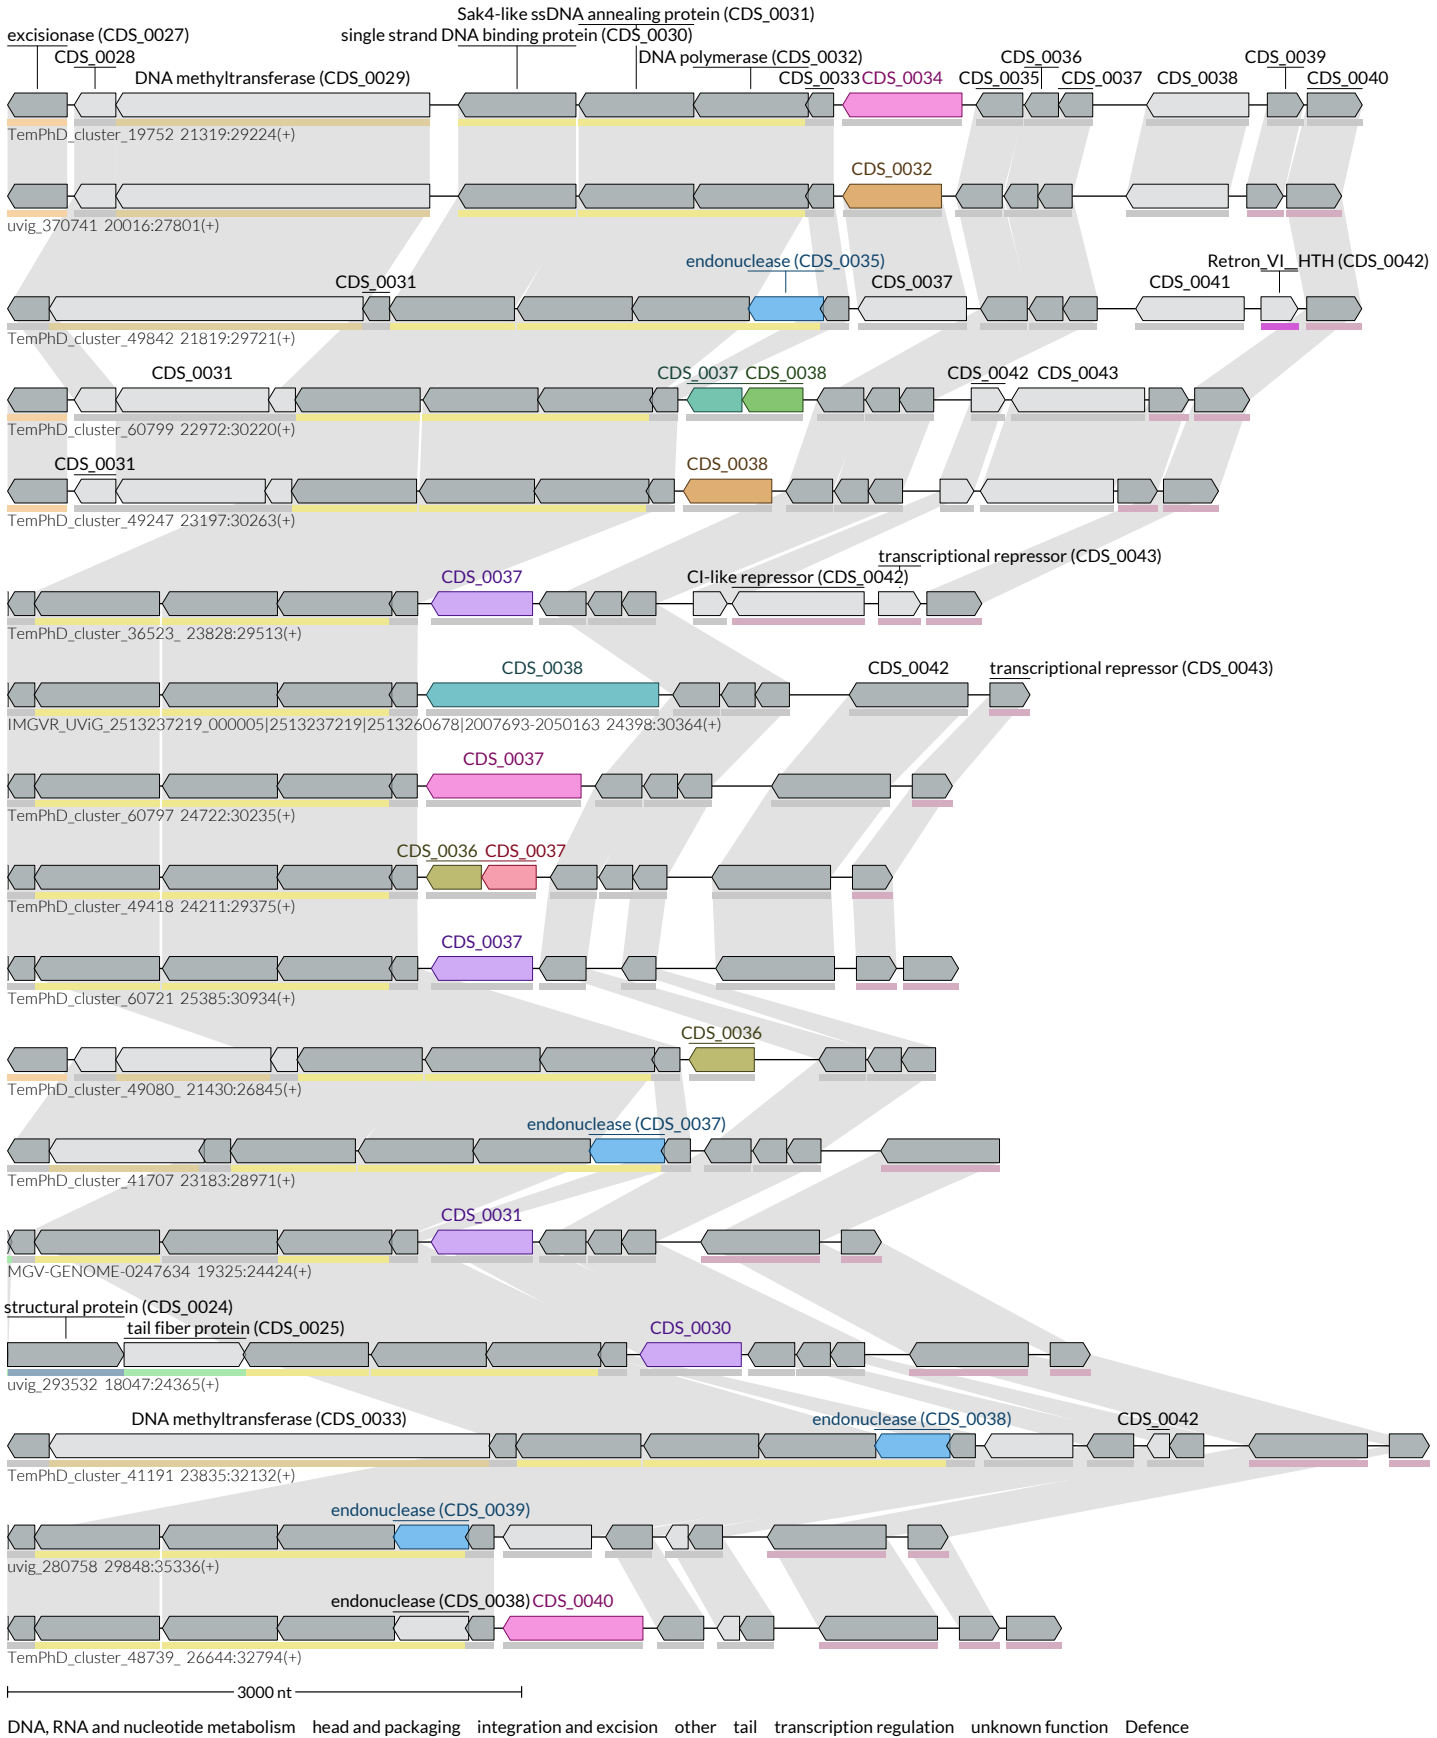 Sak4-like ssDNA annealing protein (CDS_0031)
excisionase (CDS_0027) single strand DNA binding protein (CDS_0030)
CDS_0028 DNA polymerase (CDS_0032) CDS_0036 CDS_0039
DNA methyltransferase (CDS_0029) CDS_0033 CDS_0034 CDS_0035 CDS_0037 CDS_0038 CDS_0040
TemPhD_cluster_19752 21319:29224(+)
CDS_0032
uvig_370741 20016:27801(+)
endonuclease (CDS_0035) Retron_VI__HTH (CDS_0042)
CDS_0031 CDS_0037 CDS_0041
TemPhD_cluster_49842 21819:29721(+)
CDS_0031 CDS_0037 CDS_0038 CDS_0042 CDS_0043
TemPhD_cluster_60799 22972:30220(+)
CDS_0031 CDS_0038
TemPhD_cluster_49247 23197:30263(+)
transcriptional repressor (CDS_0043)
CDS_0037 CI-like repressor (CDS_0042)
TemPhD_cluster_36523_ 23828:29513(+)
CDS_0038 CDS_0042 transcriptional repressor (CDS_0043)
IMGVR_UViG_2513237219_000005|2513237219|2513260678|2007693-2050163 24398:30364(+)
CDS_0037
TemPhD_cluster_60797 24722:30235(+)
CDS_0036 CDS_0037
TemPhD_cluster_49418 24211:29375(+)
CDS_0037
TemPhD_cluster_60721 25385:30934(+)
CDS_0036
TemPhD_cluster_49080_ 21430:26845(+)
endonuclease (CDS_0037)
TemPhD_cluster_41707 23183:28971(+)
CDS_0031
MGV-GENOME-0247634 19325:24424(+)
structural protein (CDS_0024)
tail fiber protein (CDS_0025) CDS_0030
uvig_293532 18047:24365(+)
DNA methyltransferase (CDS_0033) endonuclease (CDS_0038) CDS_0042
TemPhD_cluster_41191 23835:32132(+)
endonuclease (CDS_0039)
uvig_280758 29848:35336(+)
endonuclease (CDS_0038) CDS_0040
TemPhD_cluster_48739_ 26644:32794(+)
3000 nt
DNA, RNA and nucleotide metabolism head and packaging integration and excision other tail transcription regulation unknown function Defence